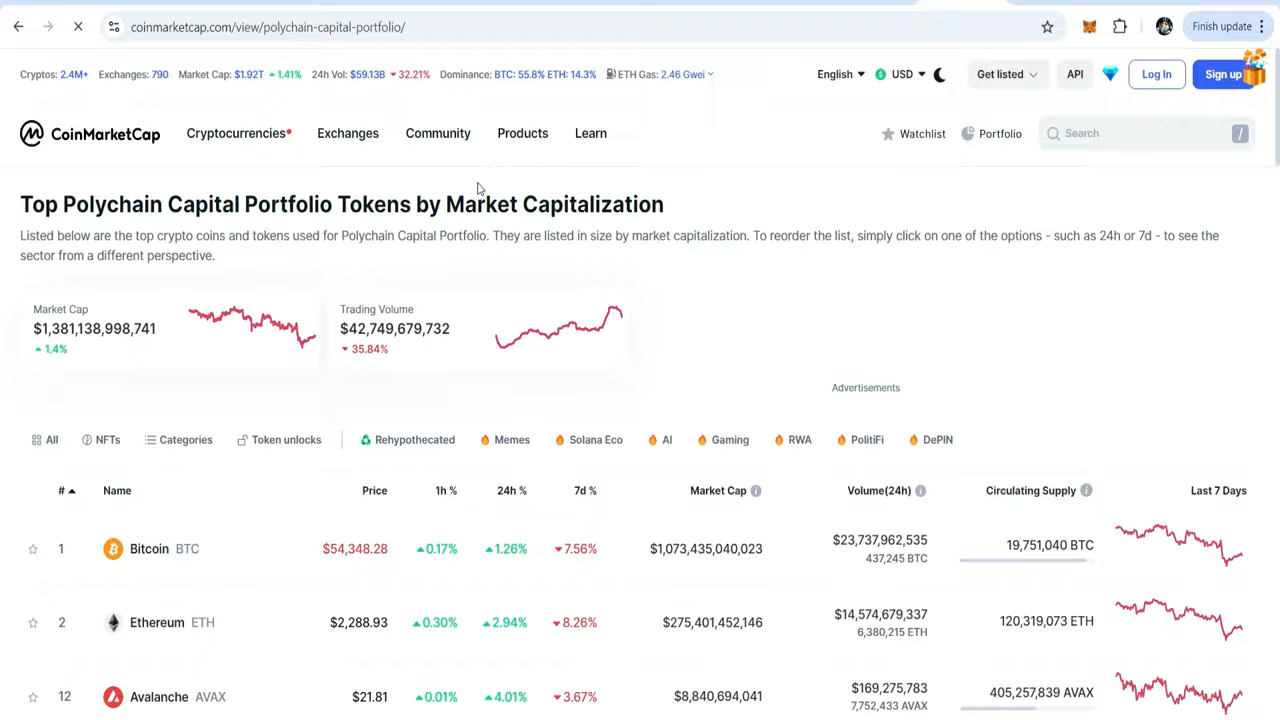 coinmarketcap.com/view/polychain-capital-portfolio/
Finish update
Cryptos: 2.4M+ Exchanges: 790 Market Cap: $1.92T 1.41% 24h Vol: $59.13B 32.21% Dominance: BTC: 55.8% ETH: 14.3% ETH Gas: 2.46 Gwei
English USD Get listed API Log In Sign up
CoinMarketCap Cryptocurrencies Exchanges Community Products Learn Watchlist Portfolio Search /
Top Polychain Capital Portfolio Tokens by Market Capitalization
Listed below are the top crypto coins and tokens used for Polychain Capital Portfolio. They are listed in size by market capitalization. To reorder the list, simply click on one of the options - such as 24h or 7d - to see the
sector from a different perspective.
Market Cap
$1,381,138,998,741
1.4%
Trading Volume
$42,749,679,732
35.84%
Advertisements
All NFTs Categories Token unlocks Rehypothecated Memes Solana Eco AI Gaming RWA PolitiFi DePIN
# Name Price 1h % 24h % 7d % Market Cap Volume(24h) Circulating Supply Last 7 Days
1 Bitcoin BTC $54,348.28 0.17% 1.26% 7.56% $1,073,435,040,023 $23,737,962,535 19,751,040 BTC
437,245 BTC
2 Ethereum ETH $2,288.93 0.30% 2.94% 8.26% $275,401,452,146 $14,574,679,337 120,319,073 ETH
6,380,215 ETH
12 Avalanche AVAX $21.81 0.01% 4.01% 3.67% $8,840,694,041 $169,275,783 405,257,839 AVAX
7,752,433 AVAX